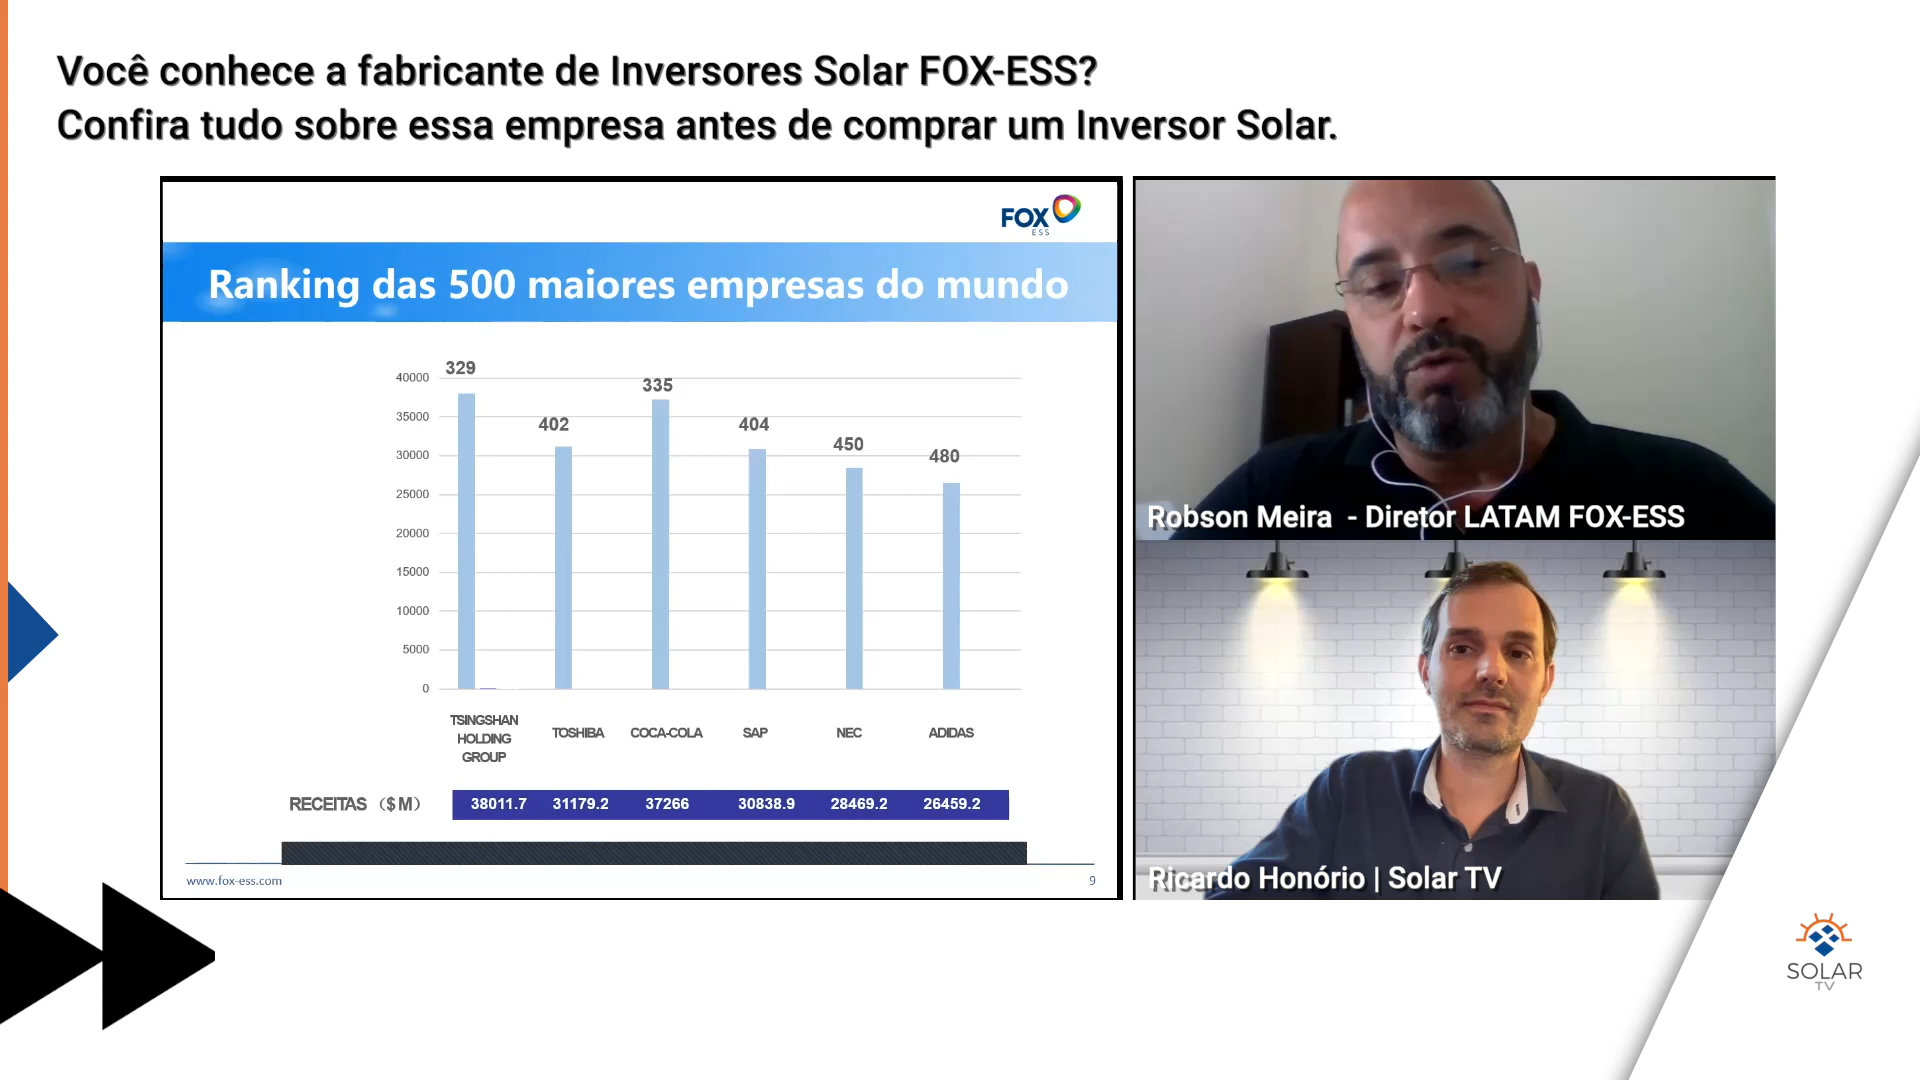 Você conhece a fabricante de Inversores Solar FOX-ESS?
Confira tudo sobre essa empresa antes de comprar um Inversor Solar.
FOX
ESS
Ranking das 500 maiores empresas do mundo
40000
35000
30000
25000
20000
15000
10000
5000
0
329
402
335
404
450
480
TSINGSHAN
HOLDING
GROUP
TOSHIBA
COCA-COLA
SAP
NEC
ADIDAS
RECEITAS （$ M）
38011.7 31179.2 37266 30838.9 28469.2 26459.2
www.fox-ess.com
9
Robson Meira - Diretor LATAM FOX-ESS
Ricardo Honório | Solar TV
SOLAR
TV